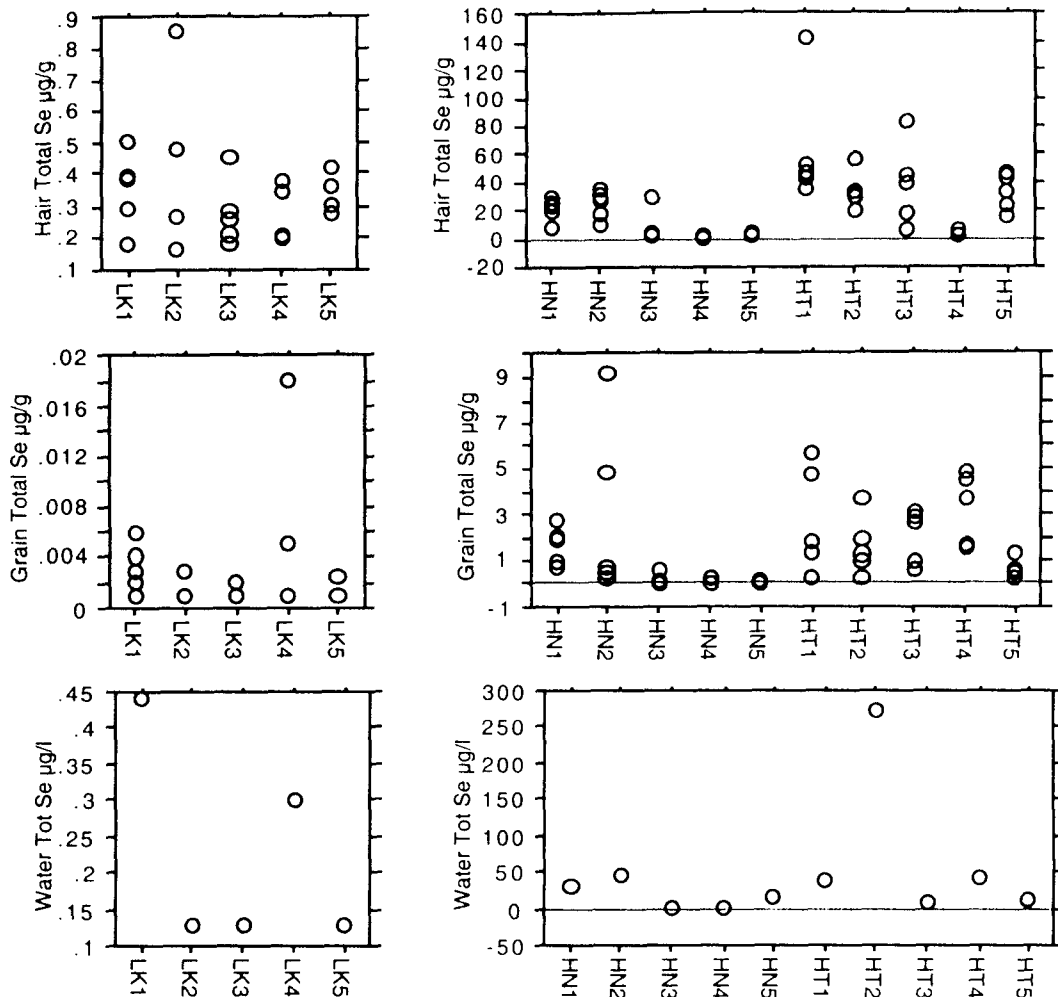 Hair Total Se µg/g
.9
.8
.7
.6
.5
.4
.3
.2
.1
LK1
LK2
LK3
LK4
LK5
Hair Total Se µg/g
160
140
120
100
80
60
40
20
0
-20
HN1
HN2
HN3
HN4
HN5
HT1
HT2
HT3
HT4
HT5
Grain Total Se µg/g
.02
.016
.012
.008
.004
0
LK1
LK2
LK3
LK4
LK5
Grain Total Se µg/g
9
7
5
3
1
-1
HN1
HN2
HN3
HN4
HN5
HT1
HT2
HT3
HT4
HT5
Water Tot Se µg/l
.45
.4
.35
.3
.25
.2
.15
.1
LK1
LK2
LK3
LK4
LK5
Water Tot Se µg/l
300
250
200
150
100
50
0
-50
HN1
HN2
HN3
HN4
HN5
HT1
HT2
HT3
HT4
HT5